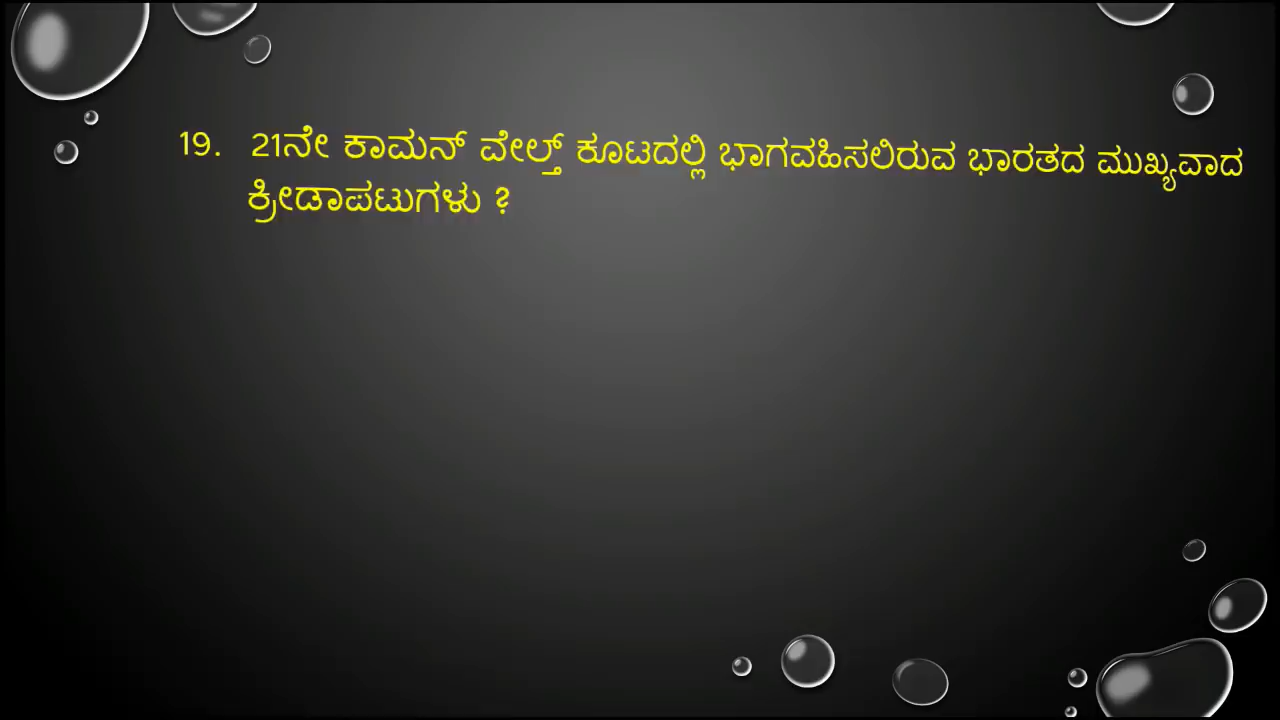 19. 21ನೇ ಕಾಮನ್ ವೇಲ್ತ್ ಕೂಟದಲ್ಲಿ ಭಾಗವಹಿಸಲಿರುವ ಭಾರತದ ಮುಖ್ಯವಾದ
ಕ್ರೀಡಾಪಟುಗಳು ?